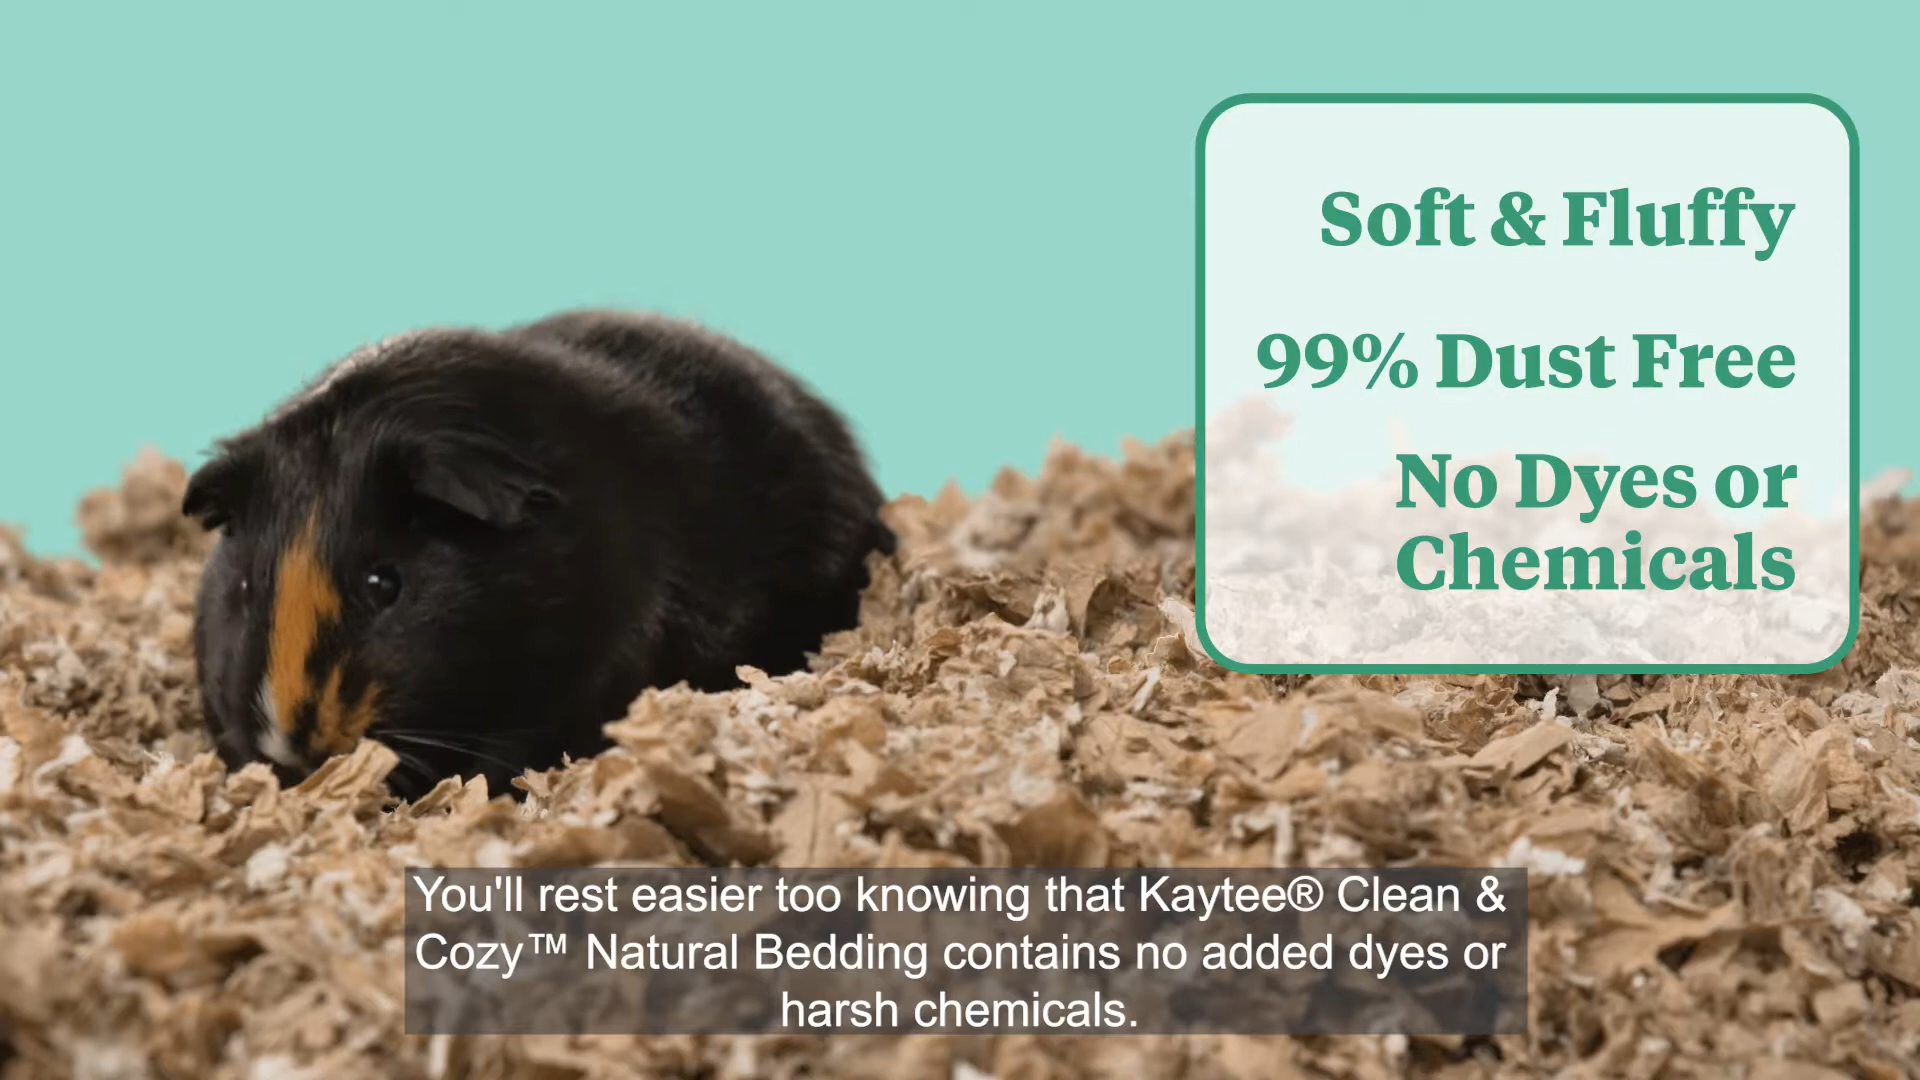 Soft & Fluffy
99% Dust Free
No Dyes or
Chemicals
You'll rest easier too knowing that Kaytee® Clean &
Cozy™ Natural Bedding contains no added dyes or
harsh chemicals.